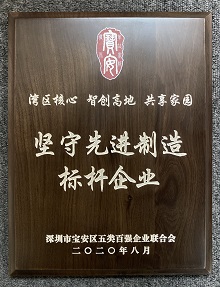 寶安
湾区核心 智创高地 共享家园
坚守先进制造
标杆企业
深圳市宝安区五类百强企业联合会
二〇二〇年八月